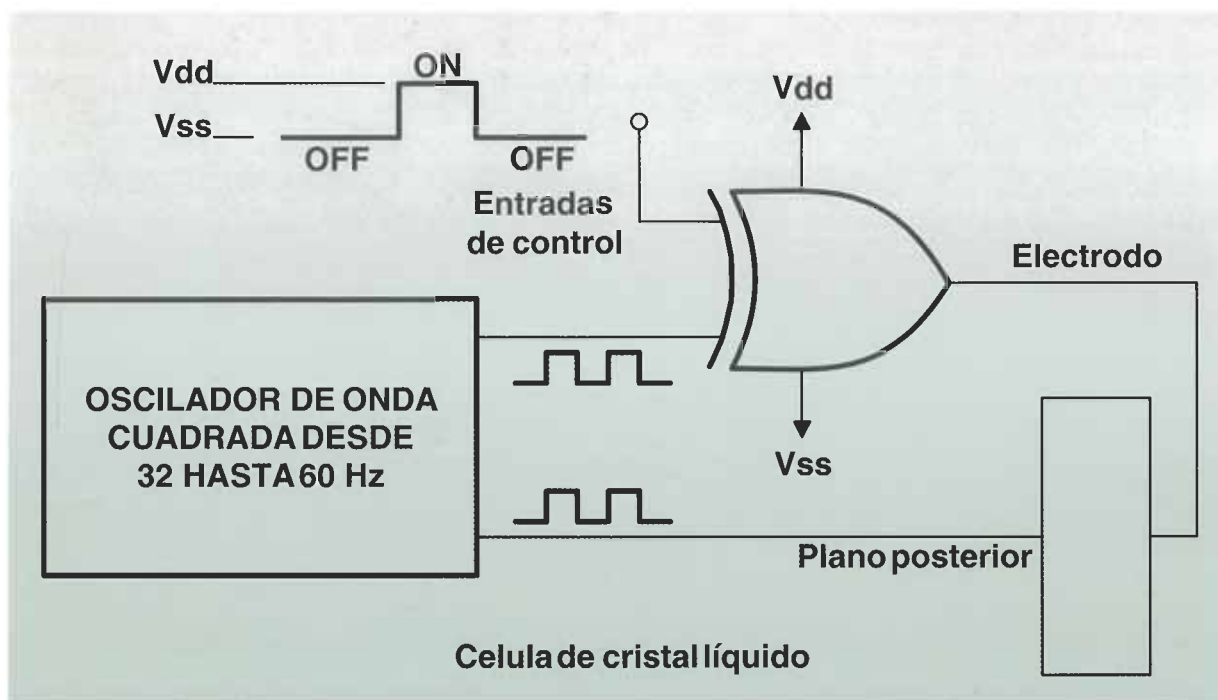 Vdd
ON
Vss
OFF
OFF
Entradas
de control
Vdd
Vss
Electrodo
OSCILADOR DE ONDA
CUADRADA DESDE
32 HASTA 60 Hz
Plano posterior
Celula de cristal líquido